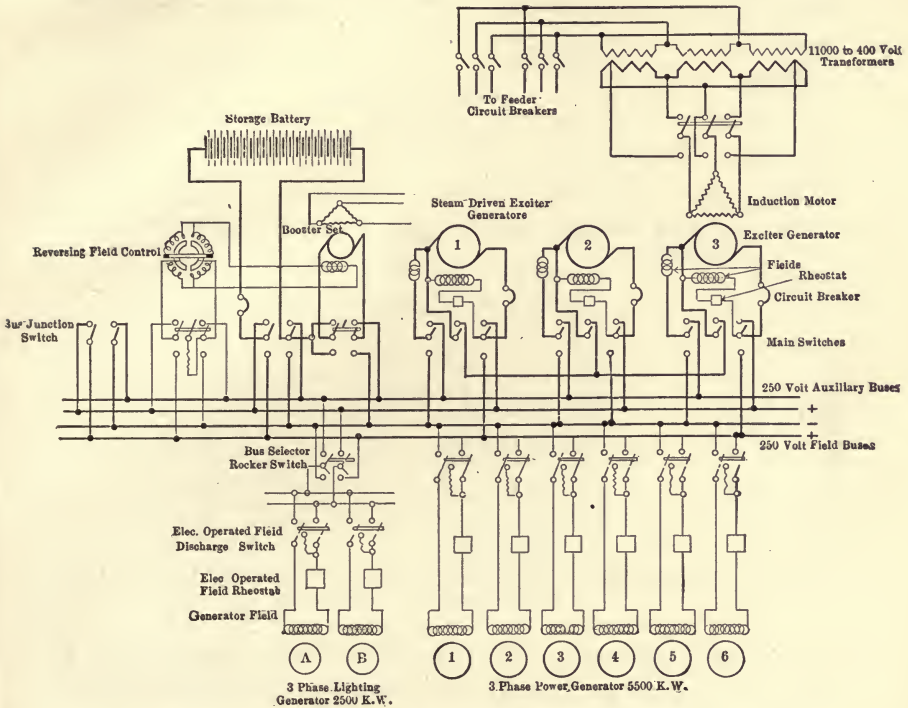 11000 to 400 Volt
Transformers
To Feeder
Circuit Breakers
Storage Battery
Steam Driven Exciter
Generators
Induction Motor
Booster Set
1
2
3
Exciter Generator
Reversing Field Control
Fields
Rheostat
Circuit Breaker
Bus Junction
Switch
Main Switches
250 Volt Auxiliary Buses
+
−
+
250 Volt Field Buses
Bus Selector
Rocker Switch
Elec. Operated Field
Discharge Switch
Elec Operated
Field Rheostat
Generator Field
A
B
1
2
3
4
5
6
3 Phase Lighting
Generator 2500 K.W.
3 Phase Power Generator 5500 K.W.